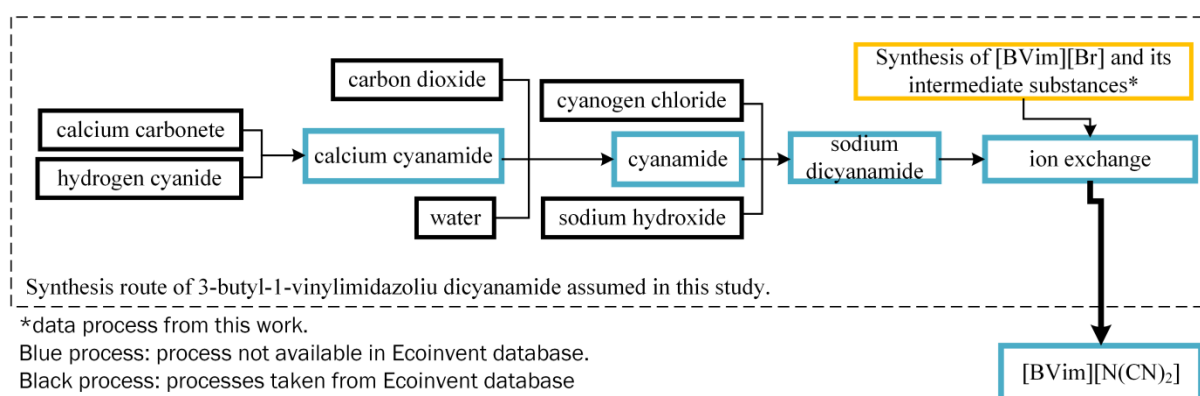 carbon dioxide
Synthesis of [BVim][Br] and its
intermediate substances*
cyanogen chloride
calcium carbonete
calcium cyanamide
cyanamide
sodium
dicyanamide
ion exchange
hydrogen cyanide
water
sodium hydroxide
Synthesis route of 3-butyl-1-vinylimidazoliu dicyanamide assumed in this study.
*data process from this work.
Blue process: process not available in Ecoinvent database.
Black process: processes taken from Ecoinvent database
[BVim][N(CN)₂]